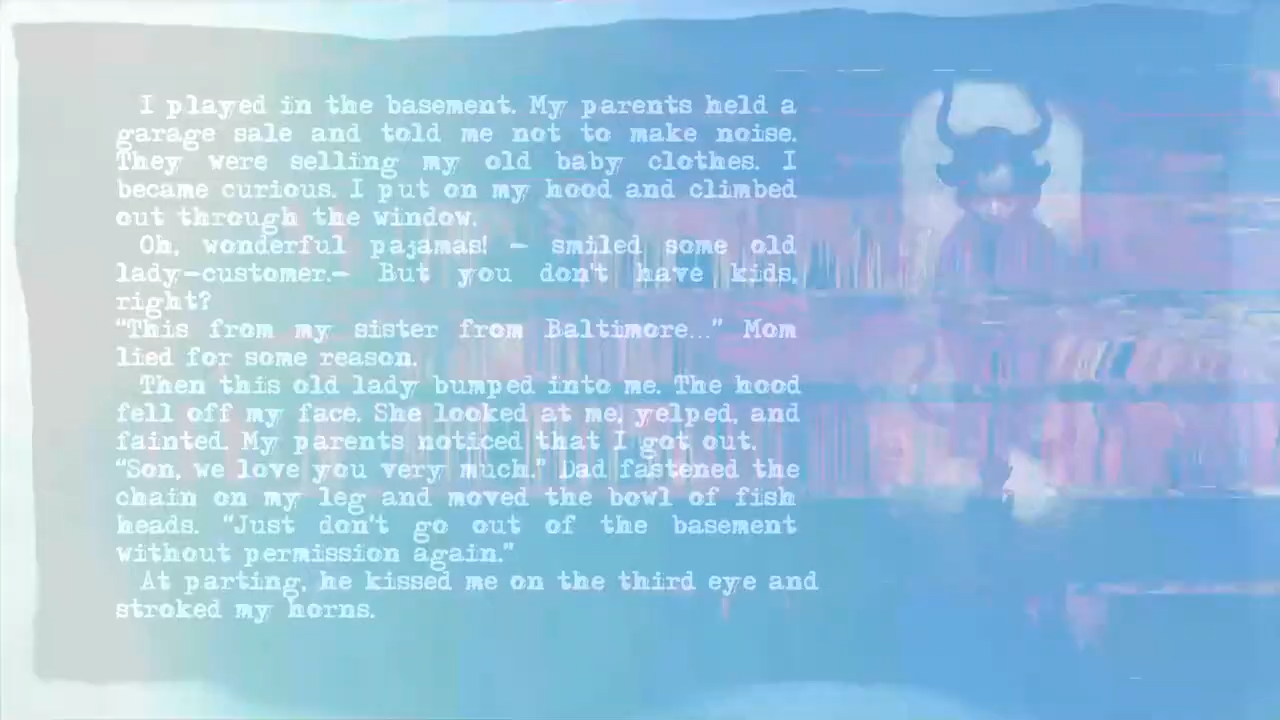 I played in the basement. My parents held a
garage sale and told me not to make noise.
They were selling my old baby clothes. I
became curious. I put on my hood and climbed
out through the window.
Oh, wonderful pajamas! - smiled some old
lady-customer.- But you don't have kids,
right?
"This from my sister from Baltimore..." Mom
lied for some reason.
Then this old lady bumped into me. The hood
fell off my face. She looked at me, yelped, and
fainted. My parents noticed that I got out.
"Son, we love you very much." Dad fastened the
chain on my leg and moved the bowl of fish
heads. "Just don't go out of the basement
without permission again."
At parting, he kissed me on the third eye and
stroked my horns.